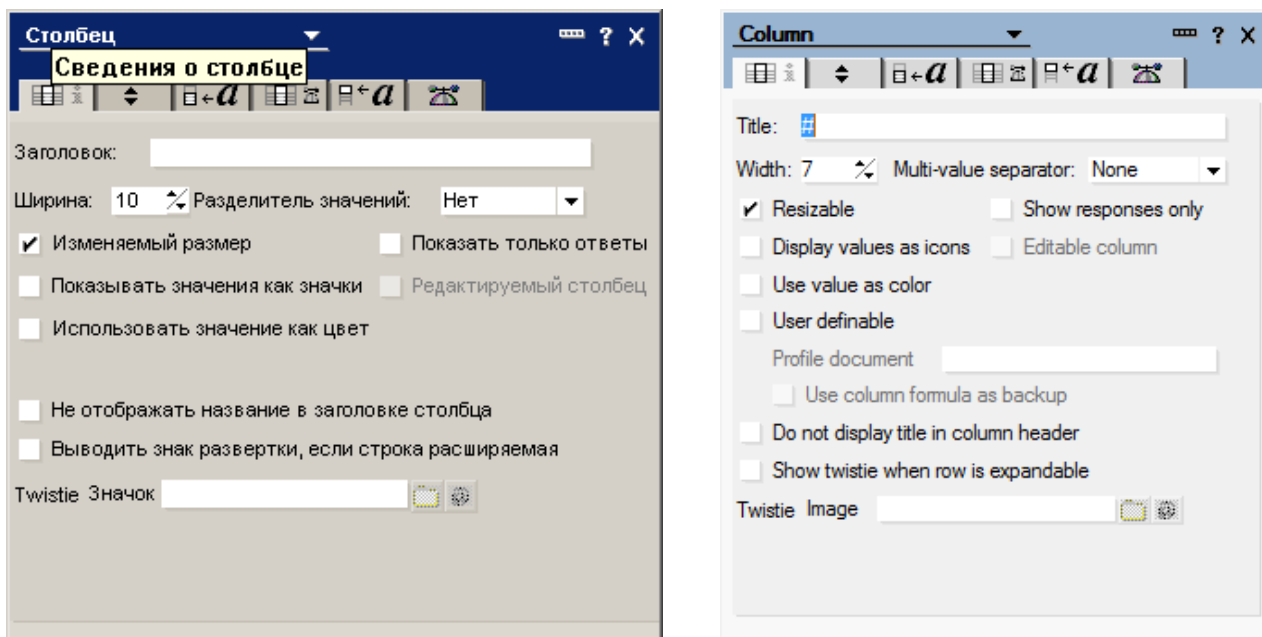 Столбец
Сведения о столбце
Заголовок:
Ширина: 10 Разделитель значений: Нет
Изменяемый размер Показать только ответы
Показывать значения как значки Редактируемый столбец
Использовать значение как цвет
Не отображать название в заголовке столбца
Выводить знак развертки, если строка расширяемая
Twistie Значок
Column
Title: #
Width: 7 Multi-value separator: None
Resizable Show responses only
Display values as icons Editable column
Use value as color
User definable
Profile document
Use column formula as backup
Do not display title in column header
Show twistie when row is expandable
Twistie Image